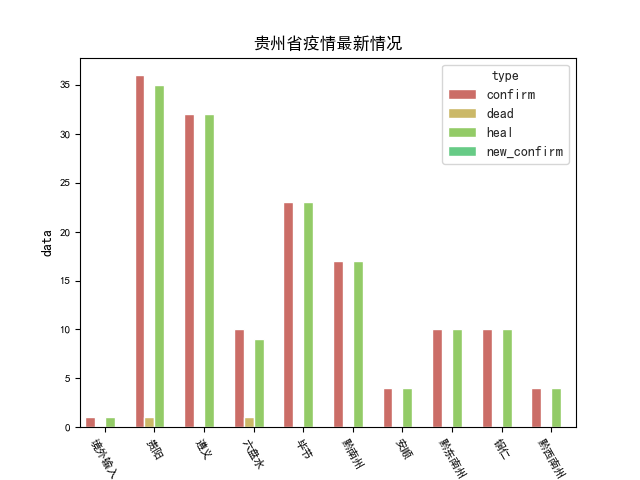 贵州省疫情最新情况
type
confirm
dead
heal
new_confirm
data
35
30
25
20
15
10
5
0
境外输入
贵阳
遵义
六盘水
毕节
黔南州
安顺
黔东南州
铜仁
黔西南州